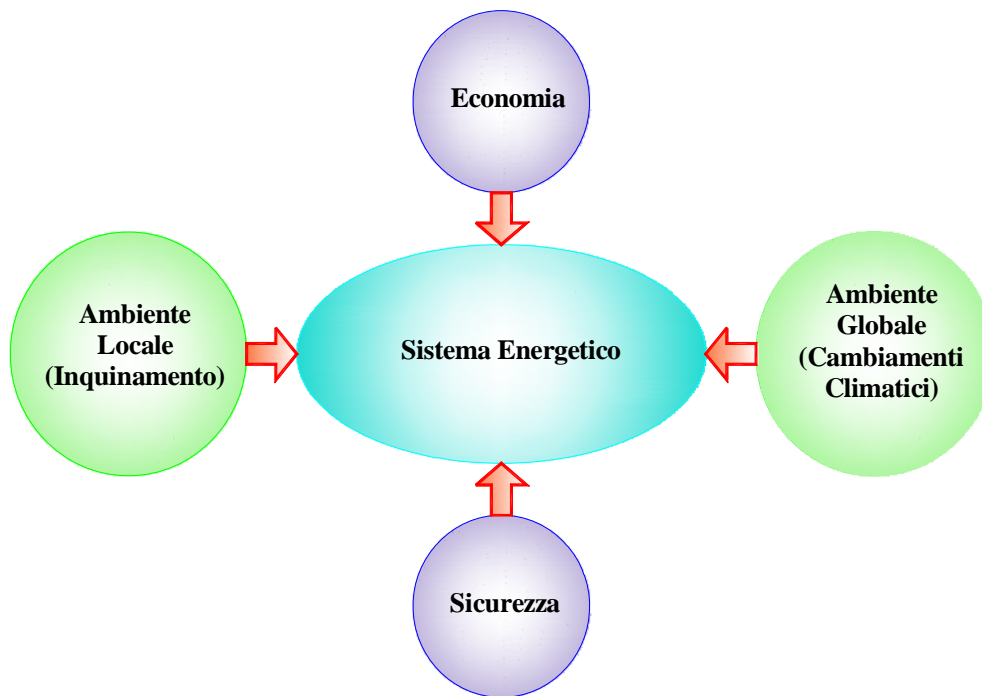 Economia
Ambiente
Locale
(Inquinamento)
Sistema Energetico
Ambiente
Globale
(Cambiamenti
Climatici)
Sicurezza